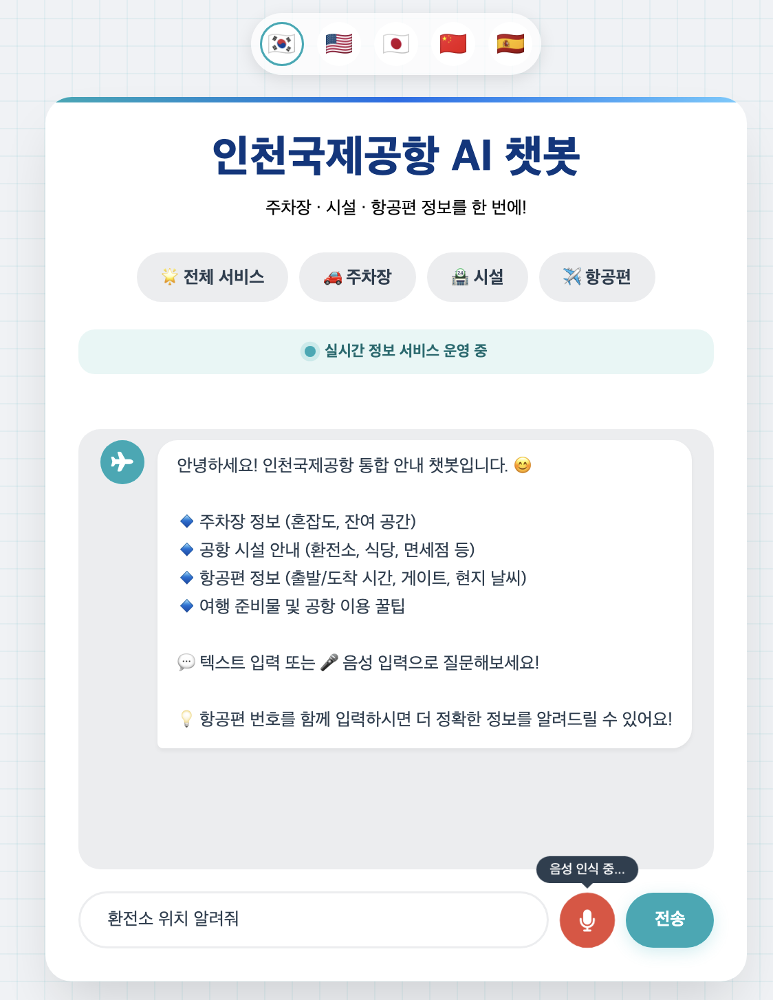 인천국제공항 AI 챗봇
주차장 · 시설 · 항공편 정보를 한 번에!
🌟 전체 서비스
🚗 주차장
🏪 시설
✈️ 항공편
실시간 정보 서비스 운영 중
안녕하세요! 인천국제공항 통합 안내 챗봇입니다. 😊
🔹 주차장 정보 (혼잡도, 잔여 공간)
🔹 공항 시설 안내 (환전소, 식당, 면세점 등)
🔹 항공편 정보 (출발/도착 시간, 게이트, 현지 날씨)
🔹 여행 준비물 및 공항 이용 꿀팁
💬 텍스트 입력 또는 🎤 음성 입력으로 질문해보세요!
💡 항공편 번호를 함께 입력하시면 더 정확한 정보를 알려드릴 수 있어요!
음성 인식 중...
환전소 위치 알려줘
전송